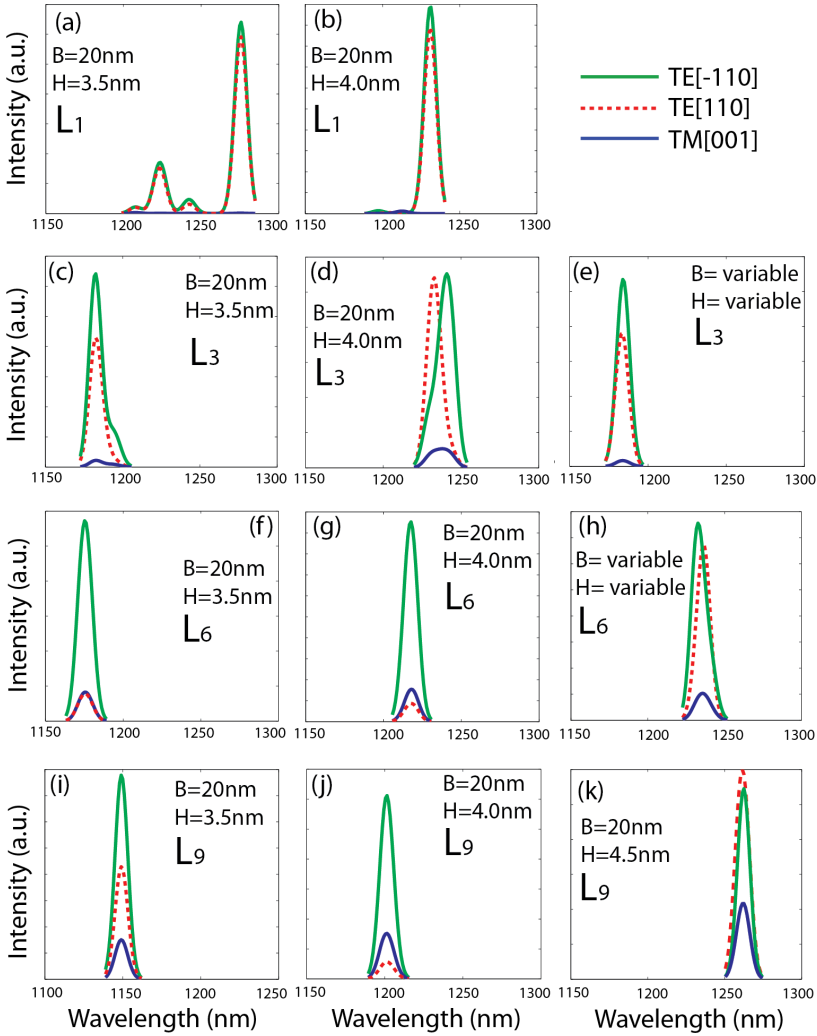 (a)
B=20nm
H=3.5nm
L1
Intensity (a.u.)
1150 1200 1250 1300
(b)
B=20nm
H=4.0nm
L1
1150 1200 1250 1300
TE[-110]
TE[110]
TM[001]
(c)
B=20nm
H=3.5nm
L3
Intensity (a.u.)
1150 1200 1250 1300
(d)
B=20nm
H=4.0nm
L3
1150 1200 1250 1300
(e)
B= variable
H= variable
L3
1150 1200 1250 1300
(f)
B=20nm
H=3.5nm
L6
Intensity (a.u.)
1150 1200 1250 1300
(g)
B=20nm
H=4.0nm
L6
1150 1200 1250 1300
(h)
B= variable
H= variable
L6
1150 1200 1250 1300
(i)
B=20nm
H=3.5nm
L9
Intensity (a.u.)
1100 1150 1200 1250
Wavelength (nm)
(j)
B=20nm
H=4.0nm
L9
1150 1200 1250 1300
Wavelength (nm)
(k)
B=20nm
H=4.5nm
L9
1150 1200 1250 1300
Wavelength (nm)